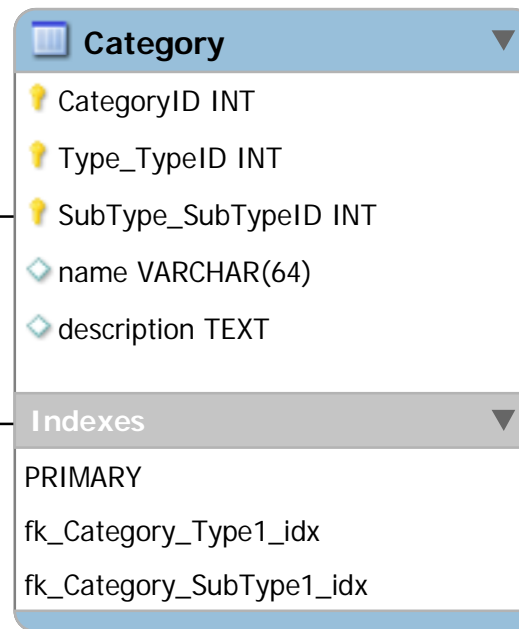 Category
CategoryID INT
Type_TypeID INT
SubType_SubTypeID INT
name VARCHAR(64)
description TEXT
Indexes
PRIMARY
fk_Category_Type1_idx
fk_Category_SubType1_idx